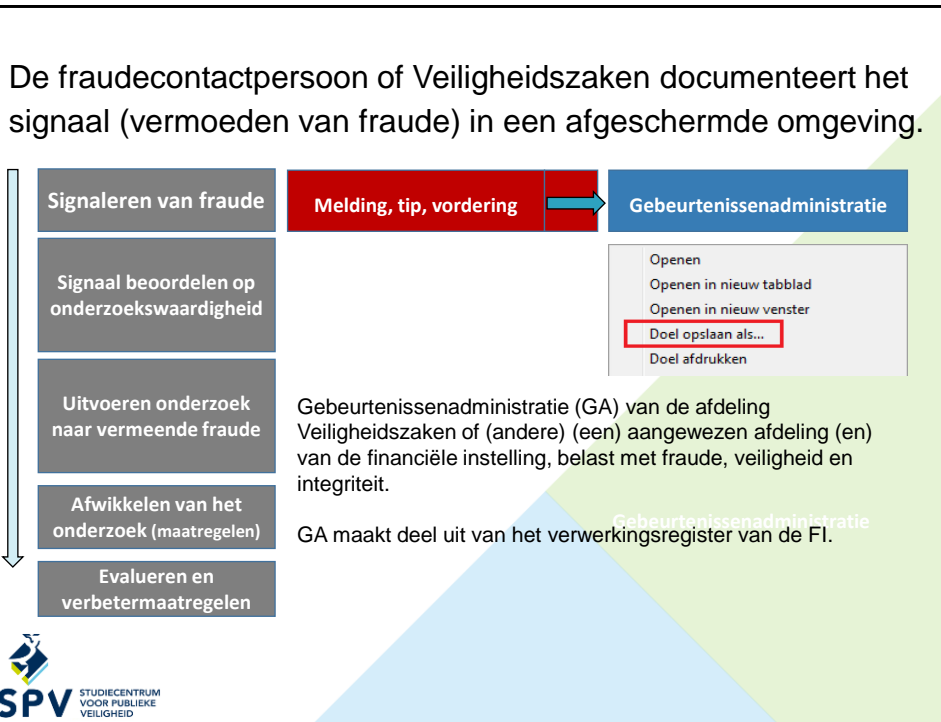 De fraudecontactpersoon of Veiligheidszaken documenteert het
signaal (vermoeden van fraude) in een afgeschermde omgeving.
Signaleren van fraude
Melding, tip, vordering
Gebeurtenissenadministratie
Signaal beoordelen op
onderzoekswaardigheid
Openen
Openen in nieuw tabblad
Openen in nieuw venster
Doel opslaan als...
Doel afdrukken
Uitvoeren onderzoek
naar vermeende fraude
Gebeurtenissenadministratie (GA) van de afdeling
Veiligheidszaken of (andere) (een) aangewezen afdeling (en)
van de financiële instelling, belast met fraude, veiligheid en
integriteit.
Afwikkelen van het
onderzoek (maatregelen)
Gebeurtenissenadministratie
GA maakt deel uit van het verwerkingsregister van de FI.
Evalueren en
verbetermaatregelen
SPV
STUDIECENTRUM
VOOR PUBLIEKE
VEILIGHEID